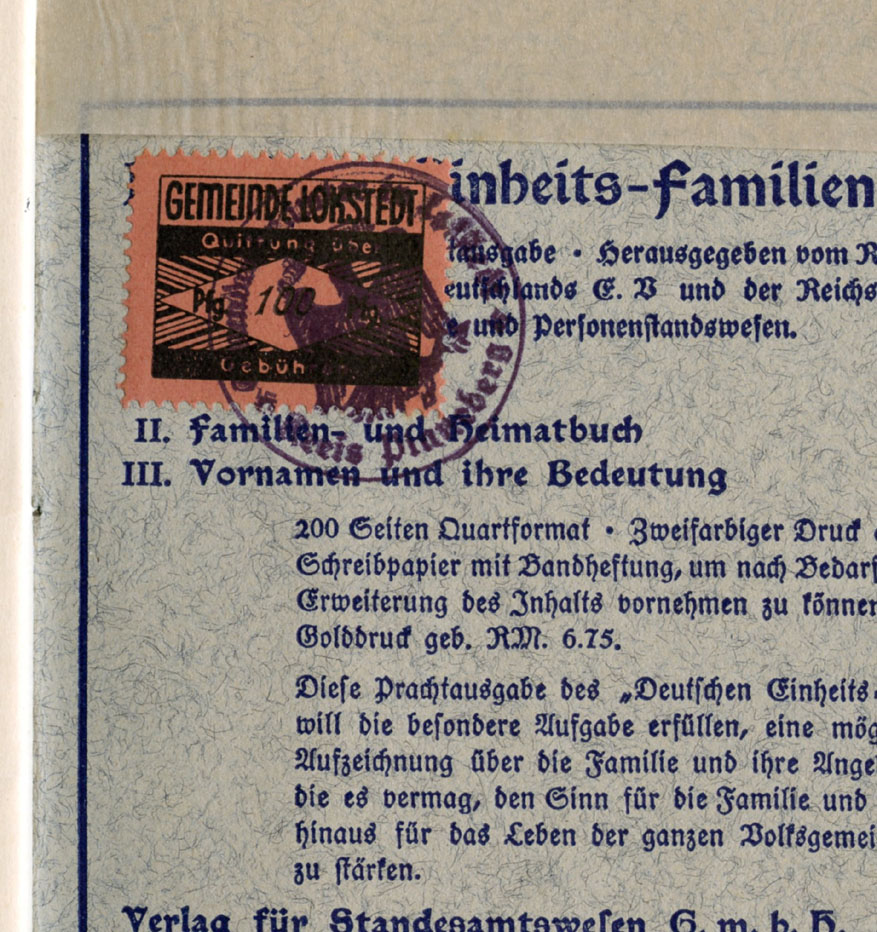 GEMEINDE LOKSTEDT
Quittung über
Pfg. 100 Pfg.
Gebühren
Kreis Pinneberg
inheits-Familien
tausgabe • Herausgegeben vom R
eutſchlands E. V und der Reichs
e und Perſonenſtandsweſen.
II. Familien- und Heimatbuch
III. Vornamen und ihre Bedeutung
200 Seiten Quartformat • Zweifarbiger Druck
Schreibpapier mit Bandheftung, um nach Bedarf
Erweiterung des Inhalts vornehmen zu können
Golddruck geb. RM. 6.75.
Dieſe Prachtausgabe des „Deutſchen Einheits-
will die beſondere Aufgabe erfüllen, eine mög
Aufzeichnung über die Familie und ihre Ange
die es vermag, den Sinn für die Familie und
hinaus für das Leben der ganzen Volksgemei
zu ſtärken.
Verlag für Standesamtsweſen G. m. b. H.